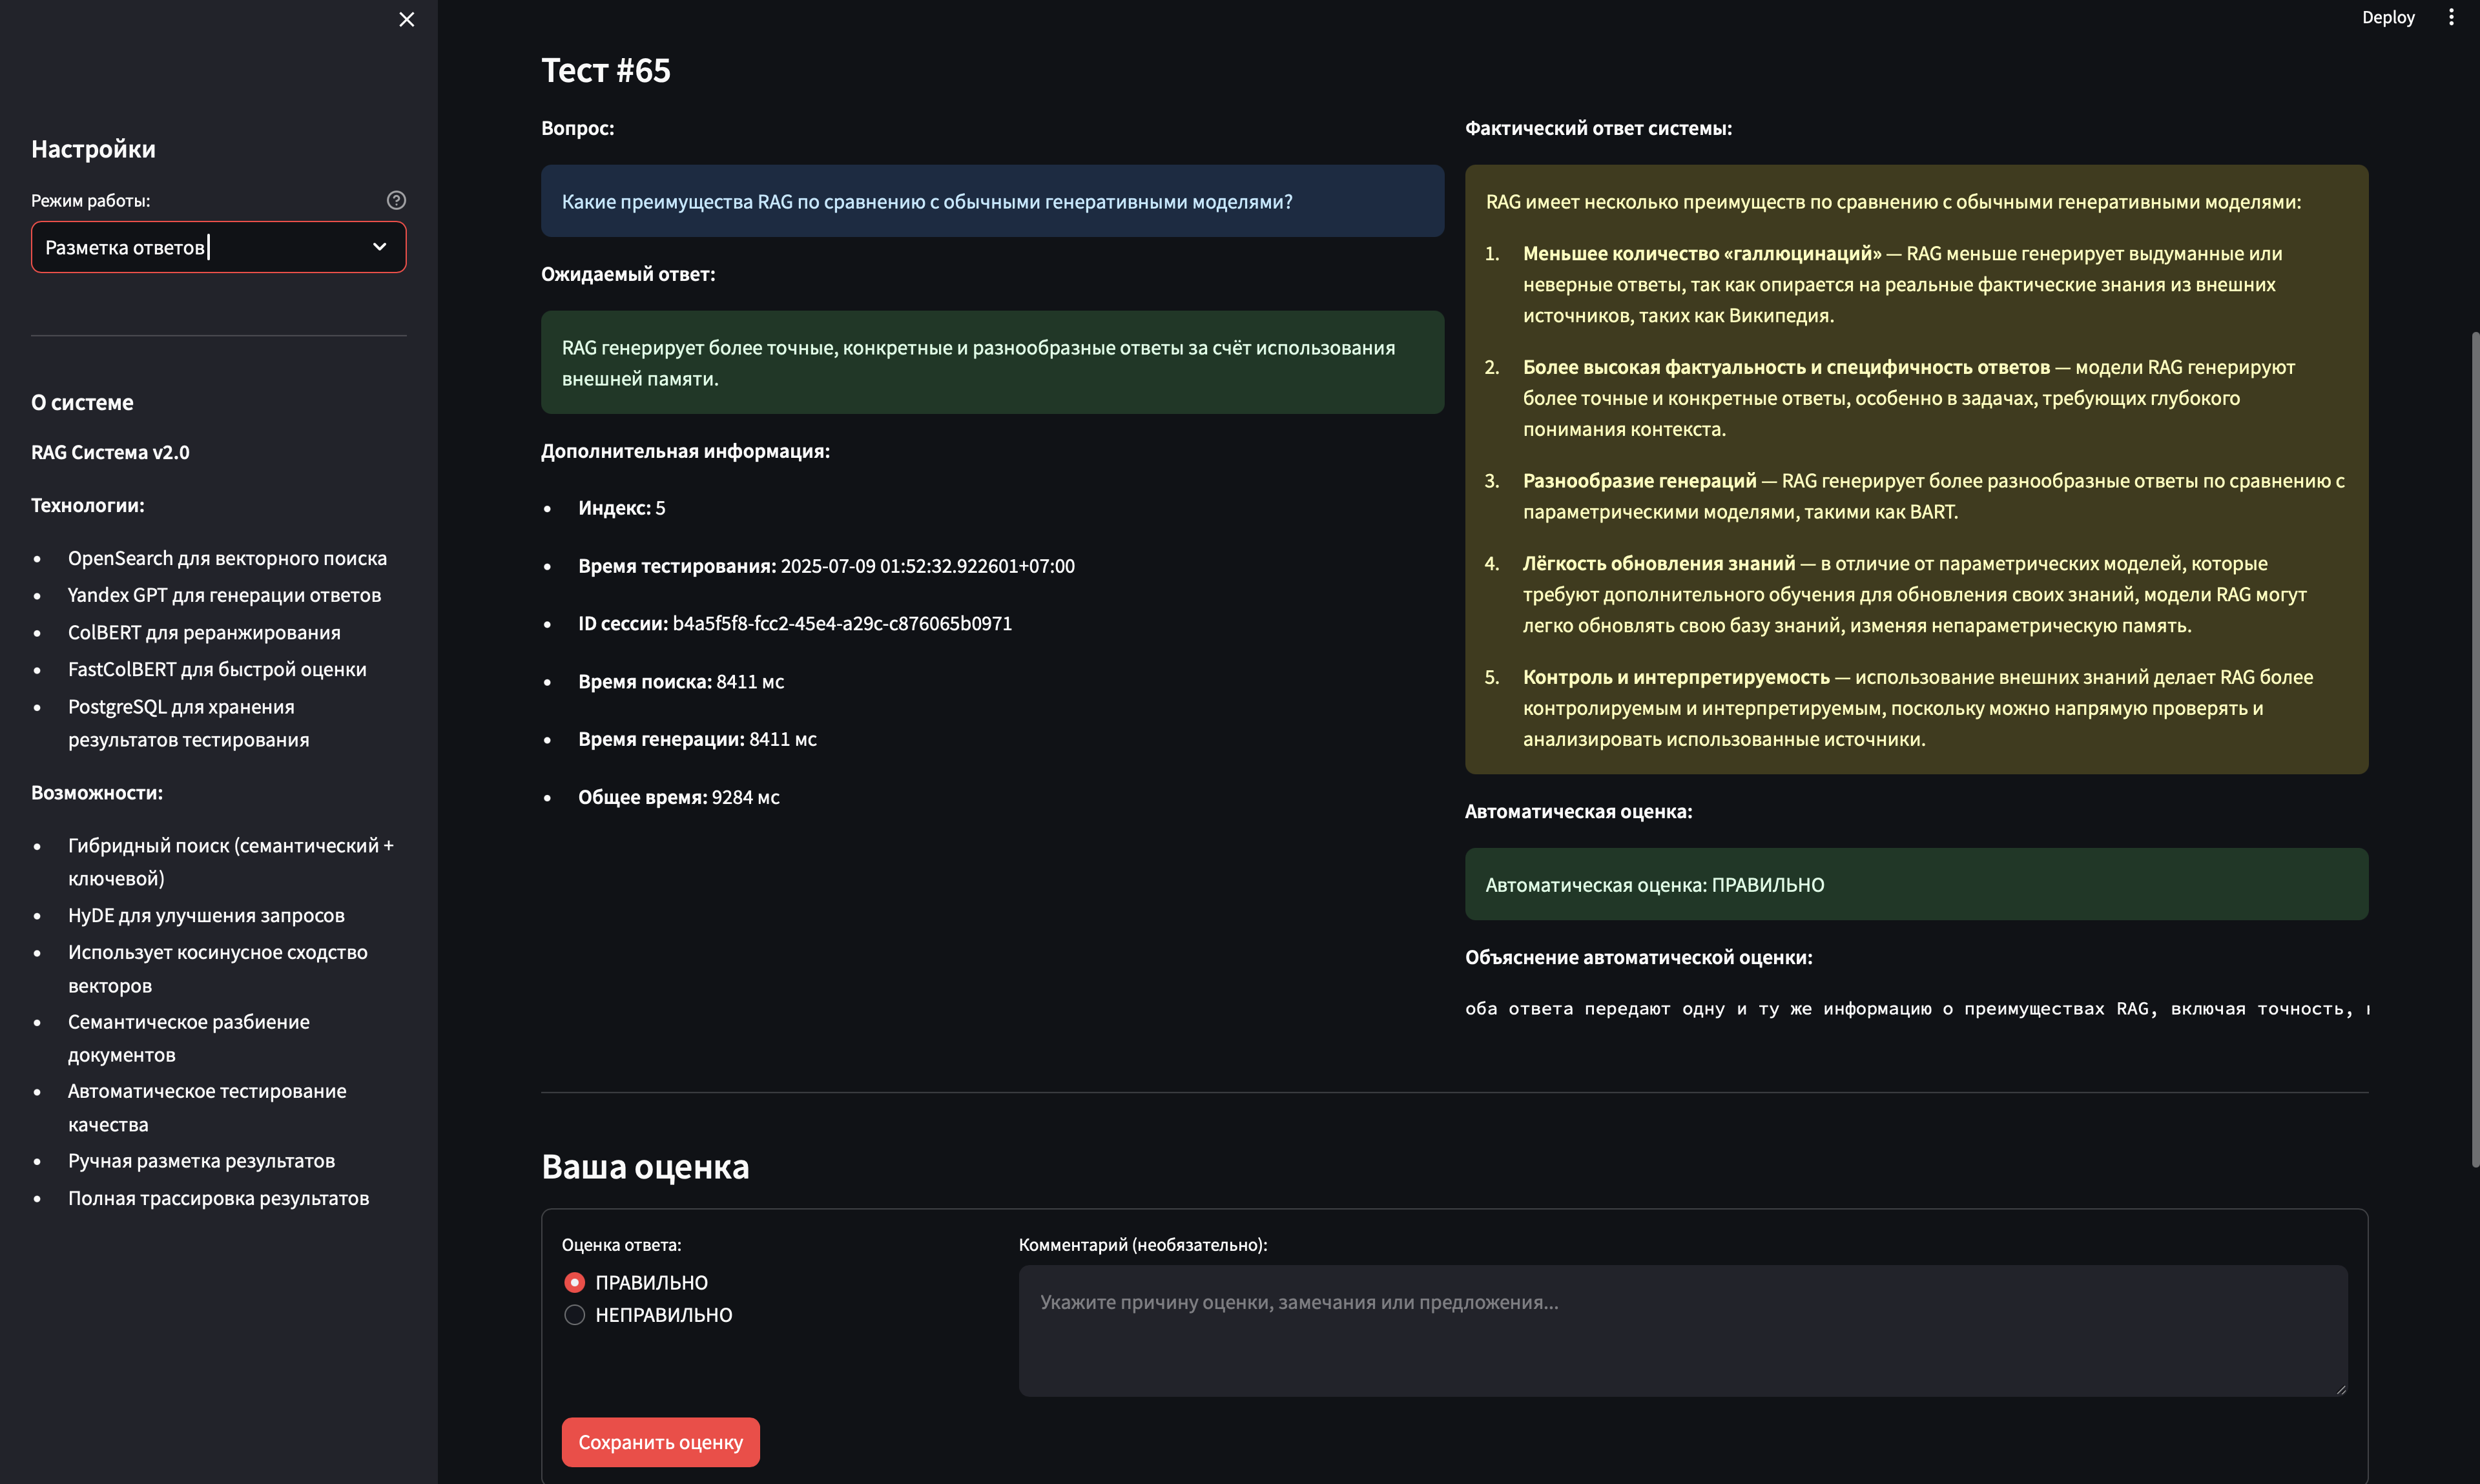 Deploy
Настройки
Режим работы:
Разметка ответов
О системе
RAG Система v2.0
Технологии:
OpenSearch для векторного поиска
Yandex GPT для генерации ответов
ColBERT для реранжирования
FastColBERT для быстрой оценки
PostgreSQL для хранения
результатов тестирования
Возможности:
Гибридный поиск (семантический +
ключевой)
HyDE для улучшения запросов
Использует косинусное сходство
векторов
Семантическое разбиение
документов
Автоматическое тестирование
качества
Ручная разметка результатов
Полная трассировка результатов
Тест #65
Вопрос:
Какие преимущества RAG по сравнению с обычными генеративными моделями?
Ожидаемый ответ:
RAG генерирует более точные, конкретные и разнообразные ответы за счёт использования
внешней памяти.
Дополнительная информация:
Индекс: 5
Время тестирования: 2025-07-09 01:52:32.922601+07:00
ID сессии: b4a5f5f8-fcc2-45e4-a29c-c876065b0971
Время поиска: 8411 мс
Время генерации: 8411 мс
Общее время: 9284 мс
Фактический ответ системы:
RAG имеет несколько преимуществ по сравнению с обычными генеративными моделями:
1. Меньшее количество «галлюцинаций» — RAG меньше генерирует выдуманные или
неверные ответы, так как опирается на реальные фактические знания из внешних
источников, таких как Википедия.
2. Более высокая фактуальность и специфичность ответов — модели RAG генерируют
более точные и конкретные ответы, особенно в задачах, требующих глубокого
понимания контекста.
3. Разнообразие генераций — RAG генерирует более разнообразные ответы по сравнению с
параметрическими моделями, такими как BART.
4. Лёгкость обновления знаний — в отличие от параметрических моделей, которые
требуют дополнительного обучения для обновления своих знаний, модели RAG могут
легко обновлять свою базу знаний, изменяя непараметрическую память.
5. Контроль и интерпретируемость — использование внешних знаний делает RAG более
контролируемым и интерпретируемым, поскольку можно напрямую проверять и
анализировать использованные источники.
Автоматическая оценка:
Автоматическая оценка: ПРАВИЛЬНО
Объяснение автоматической оценки:
оба ответа передают одну и ту же информацию о преимуществах RAG, включая точность,
Ваша оценка
Оценка ответа:
ПРАВИЛЬНО
НЕПРАВИЛЬНО
Комментарий (необязательно):
Укажите причину оценки, замечания или предложения...
Сохранить оценку